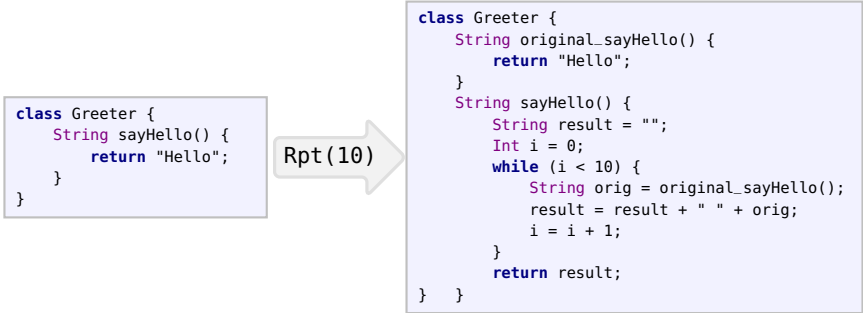 class Greeter {
    String sayHello() {
        return "Hello";
    }
}
Rpt(10)
class Greeter {
    String original_sayHello() {
        return "Hello";
    }
    String sayHello() {
        String result = "";
        Int i = 0;
        while (i < 10) {
            String orig = original_sayHello();
            result = result + " " + orig;
            i = i + 1;
        }
        return result;
}   }